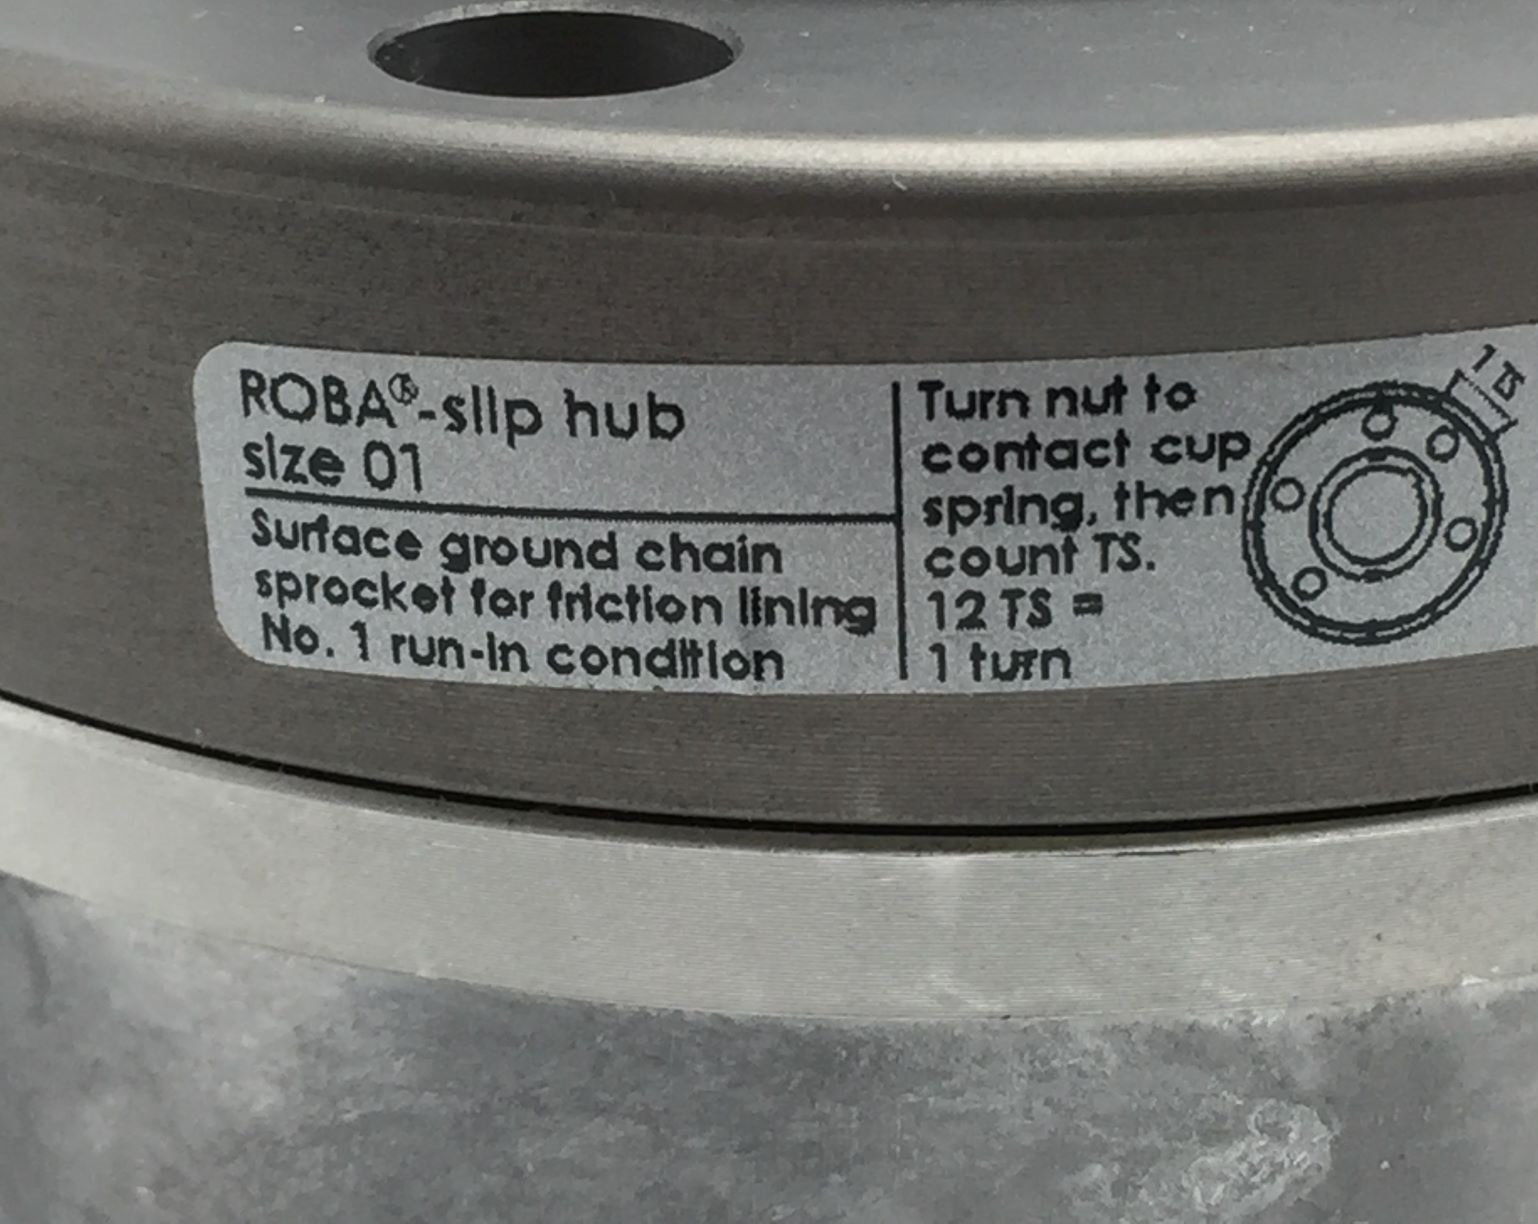 ROBA®-slip hub
size 01
Surface ground chain
sprocket for friction lining
No. 1 run-in condition
Turn nut to
contact cup
spring, then
count TS.
12 TS =
1 turn
1 TS